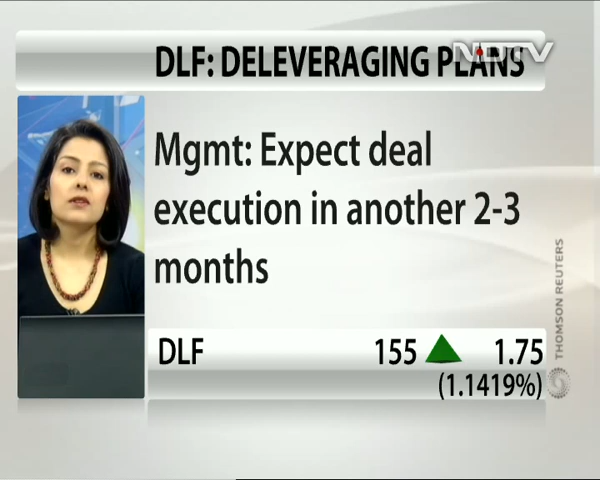 DLF: DELEVERAGING PLANS
NDTV
Mgmt: Expect deal
execution in another 2-3
months
DLF 155 1.75
(1.1419%)
THOMSON REUTERS